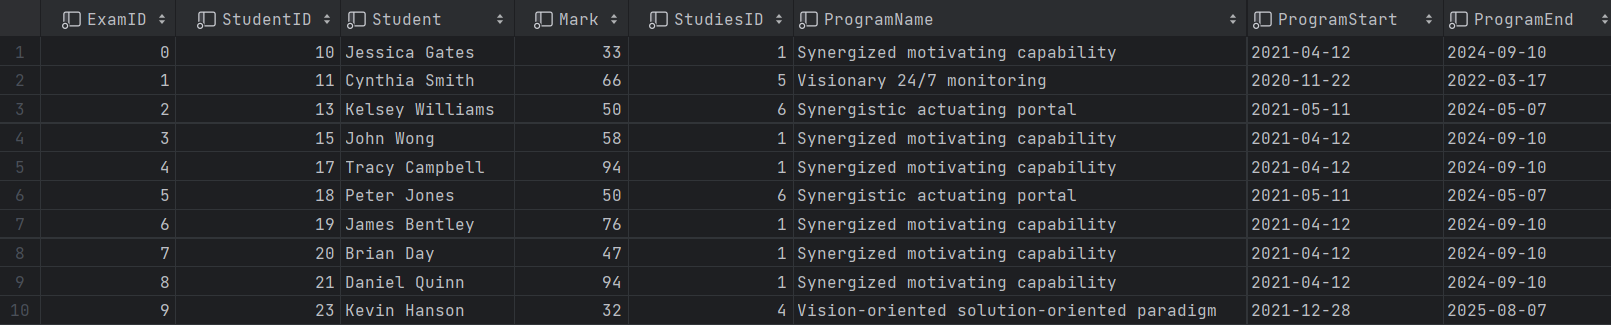 ExamID StudentID Student Mark StudiesID ProgramName ProgramStart ProgramEnd
1 0 10 Jessica Gates 33 1 Synergized motivating capability 2021-04-12 2024-09-10
2 1 11 Cynthia Smith 66 5 Visionary 24/7 monitoring 2020-11-22 2022-03-17
3 2 13 Kelsey Williams 50 6 Synergistic actuating portal 2021-05-11 2024-05-07
4 3 15 John Wong 58 1 Synergized motivating capability 2021-04-12 2024-09-10
5 4 17 Tracy Campbell 94 1 Synergized motivating capability 2021-04-12 2024-09-10
6 5 18 Peter Jones 50 6 Synergistic actuating portal 2021-05-11 2024-05-07
7 6 19 James Bentley 76 1 Synergized motivating capability 2021-04-12 2024-09-10
8 7 20 Brian Day 47 1 Synergized motivating capability 2021-04-12 2024-09-10
9 8 21 Daniel Quinn 94 1 Synergized motivating capability 2021-04-12 2024-09-10
10 9 23 Kevin Hanson 32 4 Vision-oriented solution-oriented paradigm 2021-12-28 2025-08-07